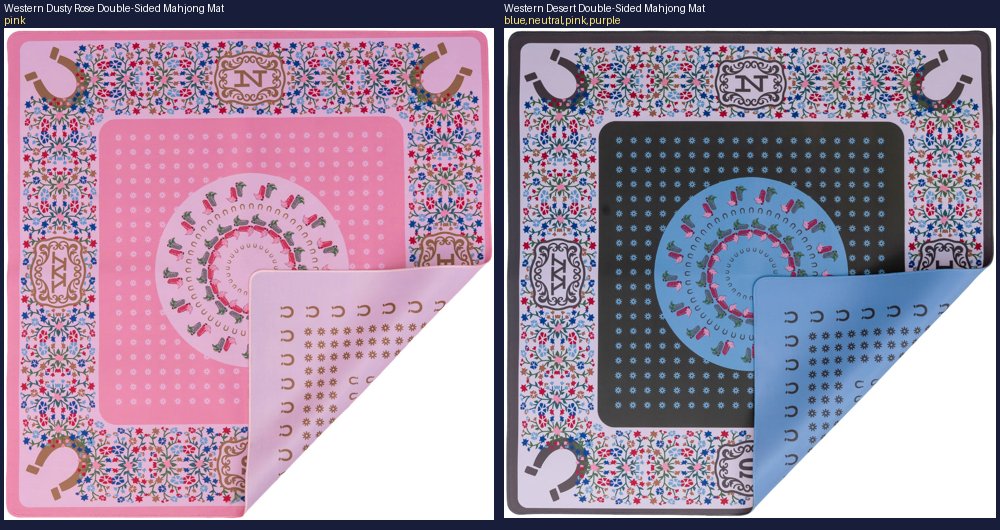 Western Dusty Rose Double-Sided Mahjong Mat
pink
Western Desert Double-Sided Mahjong Mat
blue,neutral,pink,purple
N
N